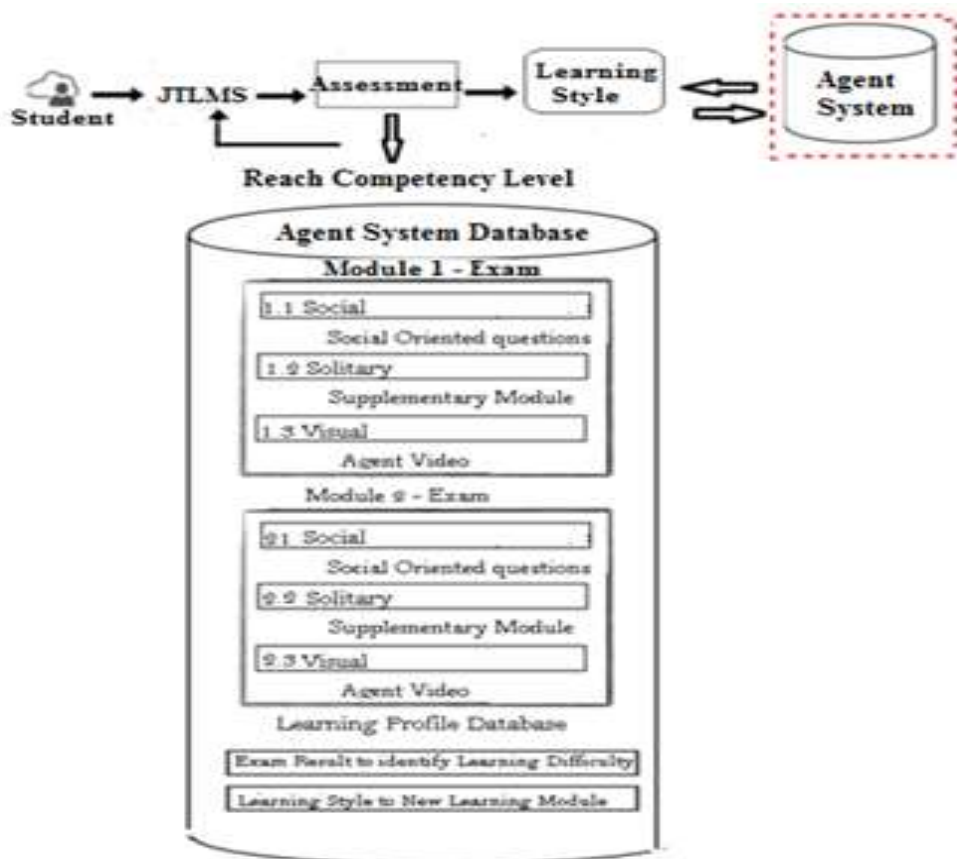 Student
JTLMS
Assessment
Learning
Style
Agent
System
Reach Competency Level
Agent System Database
Module 1 - Exam
1.1 Social
Social Oriented questions
1.2 Solitary
Supplementary Module
1.3 Visual
Agent Video
Module 2 - Exam
21 Social
Social Oriented questions
2.2 Solitary
Supplementary Module
2.3 Visual
Agent Video
Learning Profile Database
Exam Result to identify Learning Difficulty
Learning Style to New Learning Module